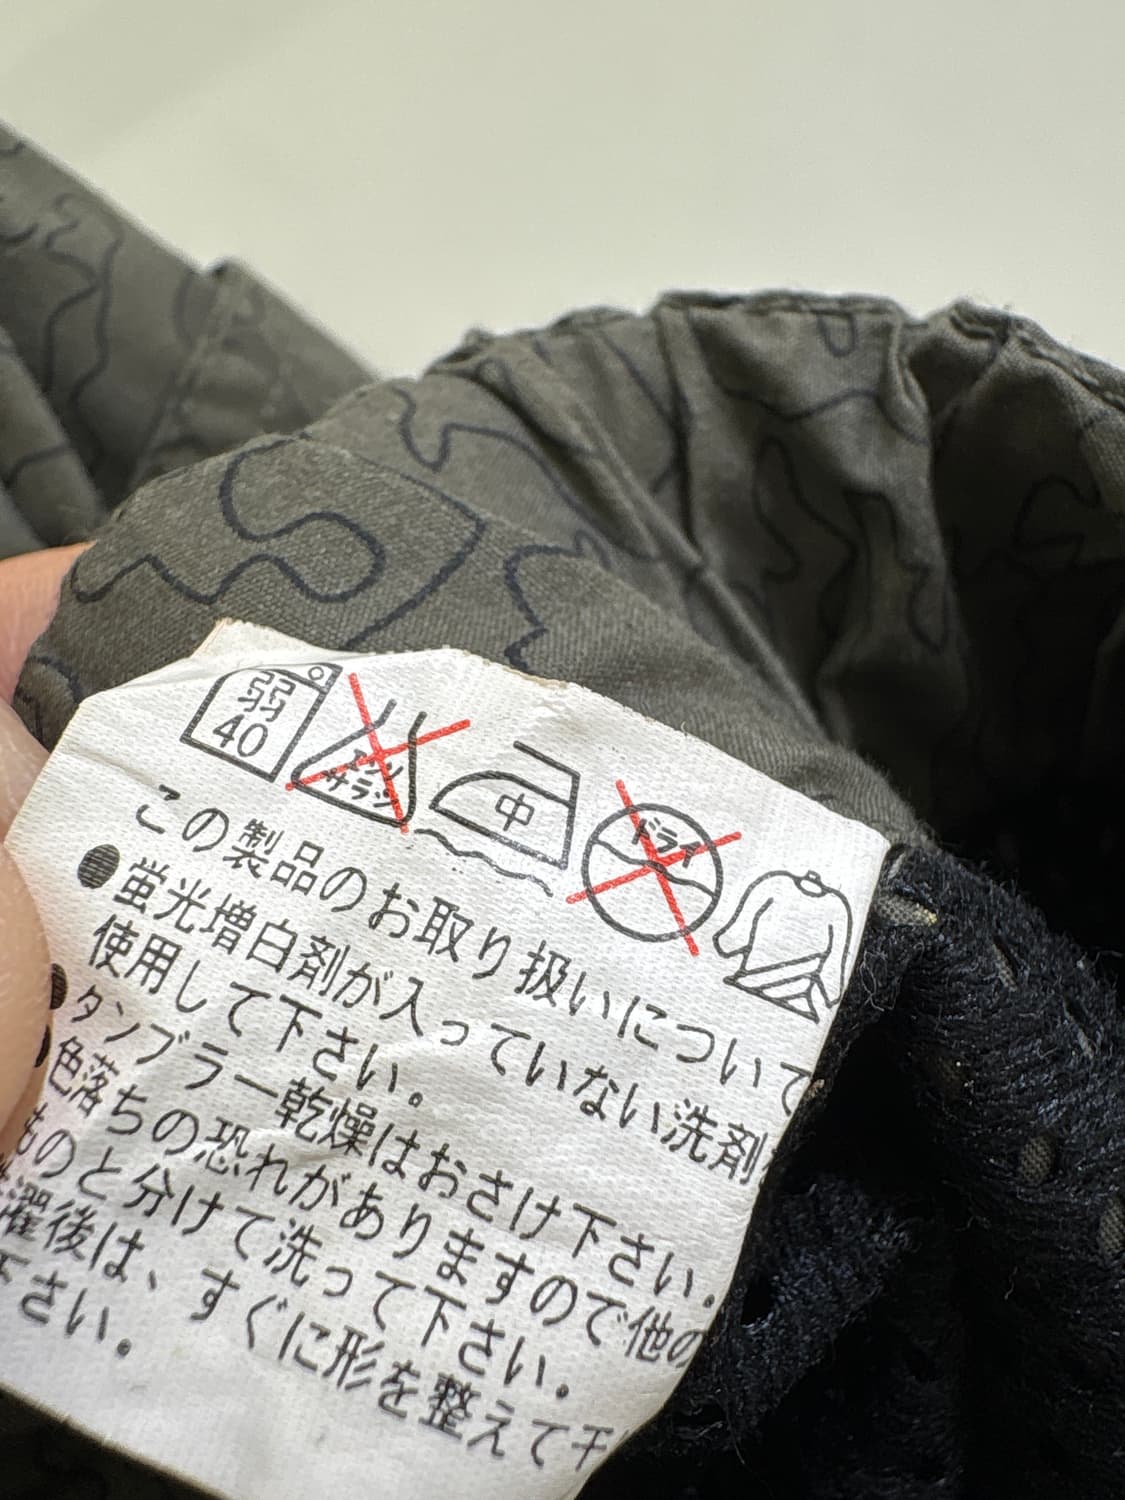 弱
40
エンソ
サラシ
中
ドライ
この製品のお取り扱いについて
●蛍光増白剤が入っていない洗剤
使用して下さい。
タンブラー乾燥はおさけ下さい。
色落ちの恐れがありますので他の
ものと分けて洗って下さい。
濯後は、すぐに形を整えて干
下さい。